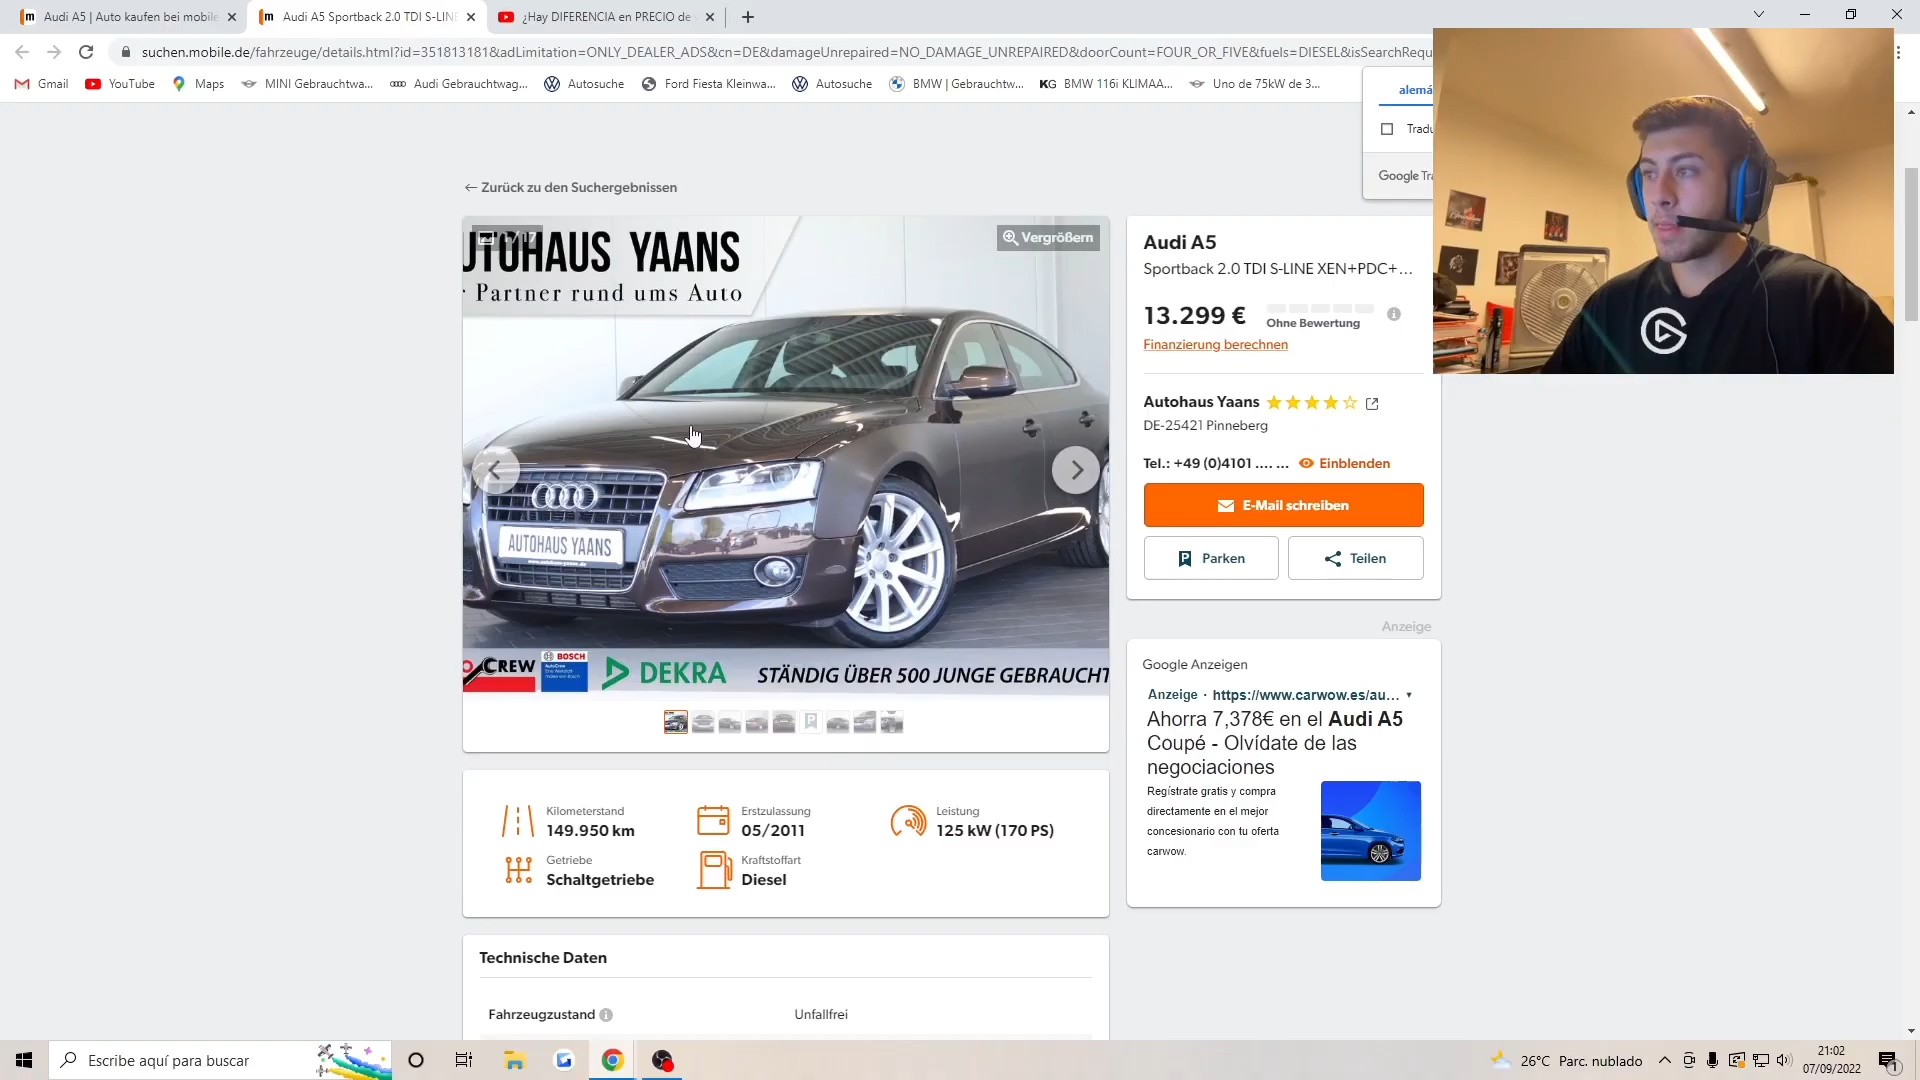 Audi A5 | Auto kaufen bei mobile
Audi A5 Sportback 2.0 TDI S-LINE
¿Hay DIFERENCIA en PRECIO de
suchen.mobile.de/fahrzeuge/details.html?id=351813181&adLimitation=ONLY_DEALER_ADS&cn=DE&damageUnrepaired=NO_DAMAGE_UNREPAIRED&doorCount=FOUR_OR_FIVE&fuels=DIESEL&isSearchRequ
Gmail
YouTube
Maps
MINI Gebrauchtwa...
Audi Gebrauchtwag...
Autosuche
Ford Fiesta Kleinwa...
Autosuche
BMW | Gebrauchtw...
KG BMW 116i KLIMAA...
Uno de 75kW de 3...
alemá
Tradu
Google Tra
← Zurück zu den Suchergebnissen
1/17
UTOHAUS YAANS
r Partner rund ums Auto
Vergrößern
AUTOHAUS YAANS
CREW
BOSCH
DEKRA
STÄNDIG ÜBER 500 JUNGE GEBRAUCHT
Audi A5
Sportback 2.0 TDI S-LINE XEN+PDC+...
13.299 €
Ohne Bewertung
Finanzierung berechnen
Autohaus Yaans
DE-25421 Pinneberg
Tel.: +49 (0)4101 .... ...
Einblenden
E-Mail schreiben
Parken
Teilen
Anzeige
Google Anzeigen
Anzeige · https://www.carwow.es/au...
Ahorra 7,378€ en el Audi A5
Coupé - Olvídate de las
negociaciones
Regístrate gratis y compra
directamente en el mejor
concesionario con tu oferta
carwow.
Kilometerstand
149.950 km
Erstzulassung
05/2011
Leistung
125 kW (170 PS)
Getriebe
Schaltgetriebe
Kraftstoffart
Diesel
Technische Daten
Fahrzeugzustand
Unfallfrei
Escribe aquí para buscar
26°C Parc. nublado
21:02
07/09/2022
1